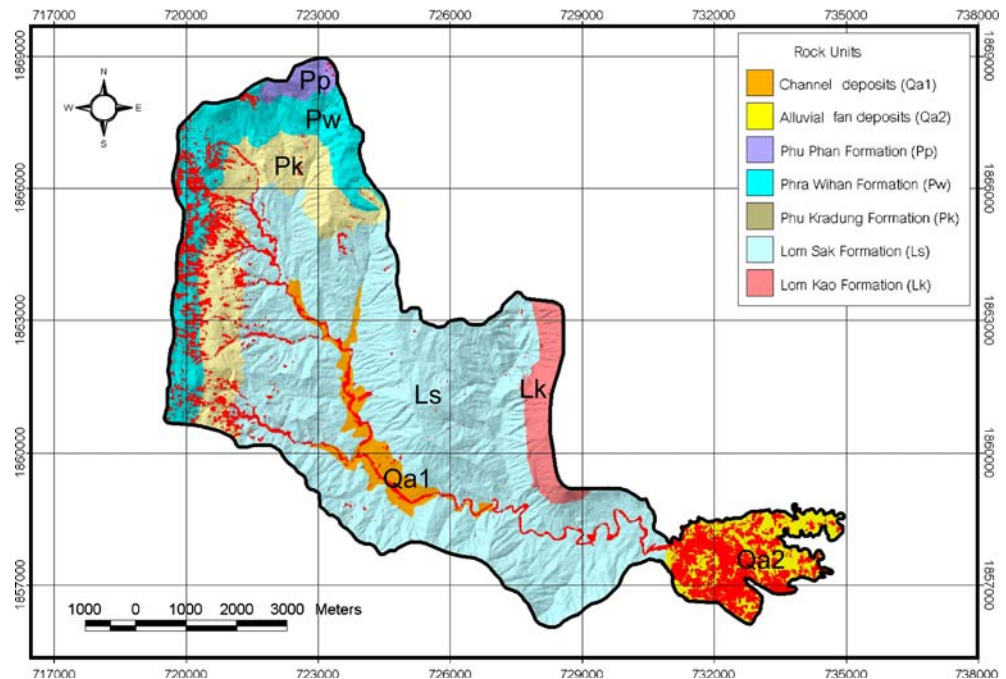 717000 720000 723000 726000 729000 732000 735000 738000
1869000 1869000
Rock Units
Channel deposits (Qa1)
Alluvial fan deposits (Qa2)
Phu Phan Formation (Pp)
Phra Wihan Formation (Pw)
Phu Kradung Formation (Pk)
Lom Sak Formation (Ls)
Lom Kao Formation (Lk)
N
W E
S
Pp
Pw
Pk
1866000 1866000
1863000 1863000
Ls
Lk
1860000 1860000
Qa1
Qa2
1857000 1857000
1000 0 1000 2000 3000 Meters
717000 720000 723000 726000 729000 732000 735000 738000